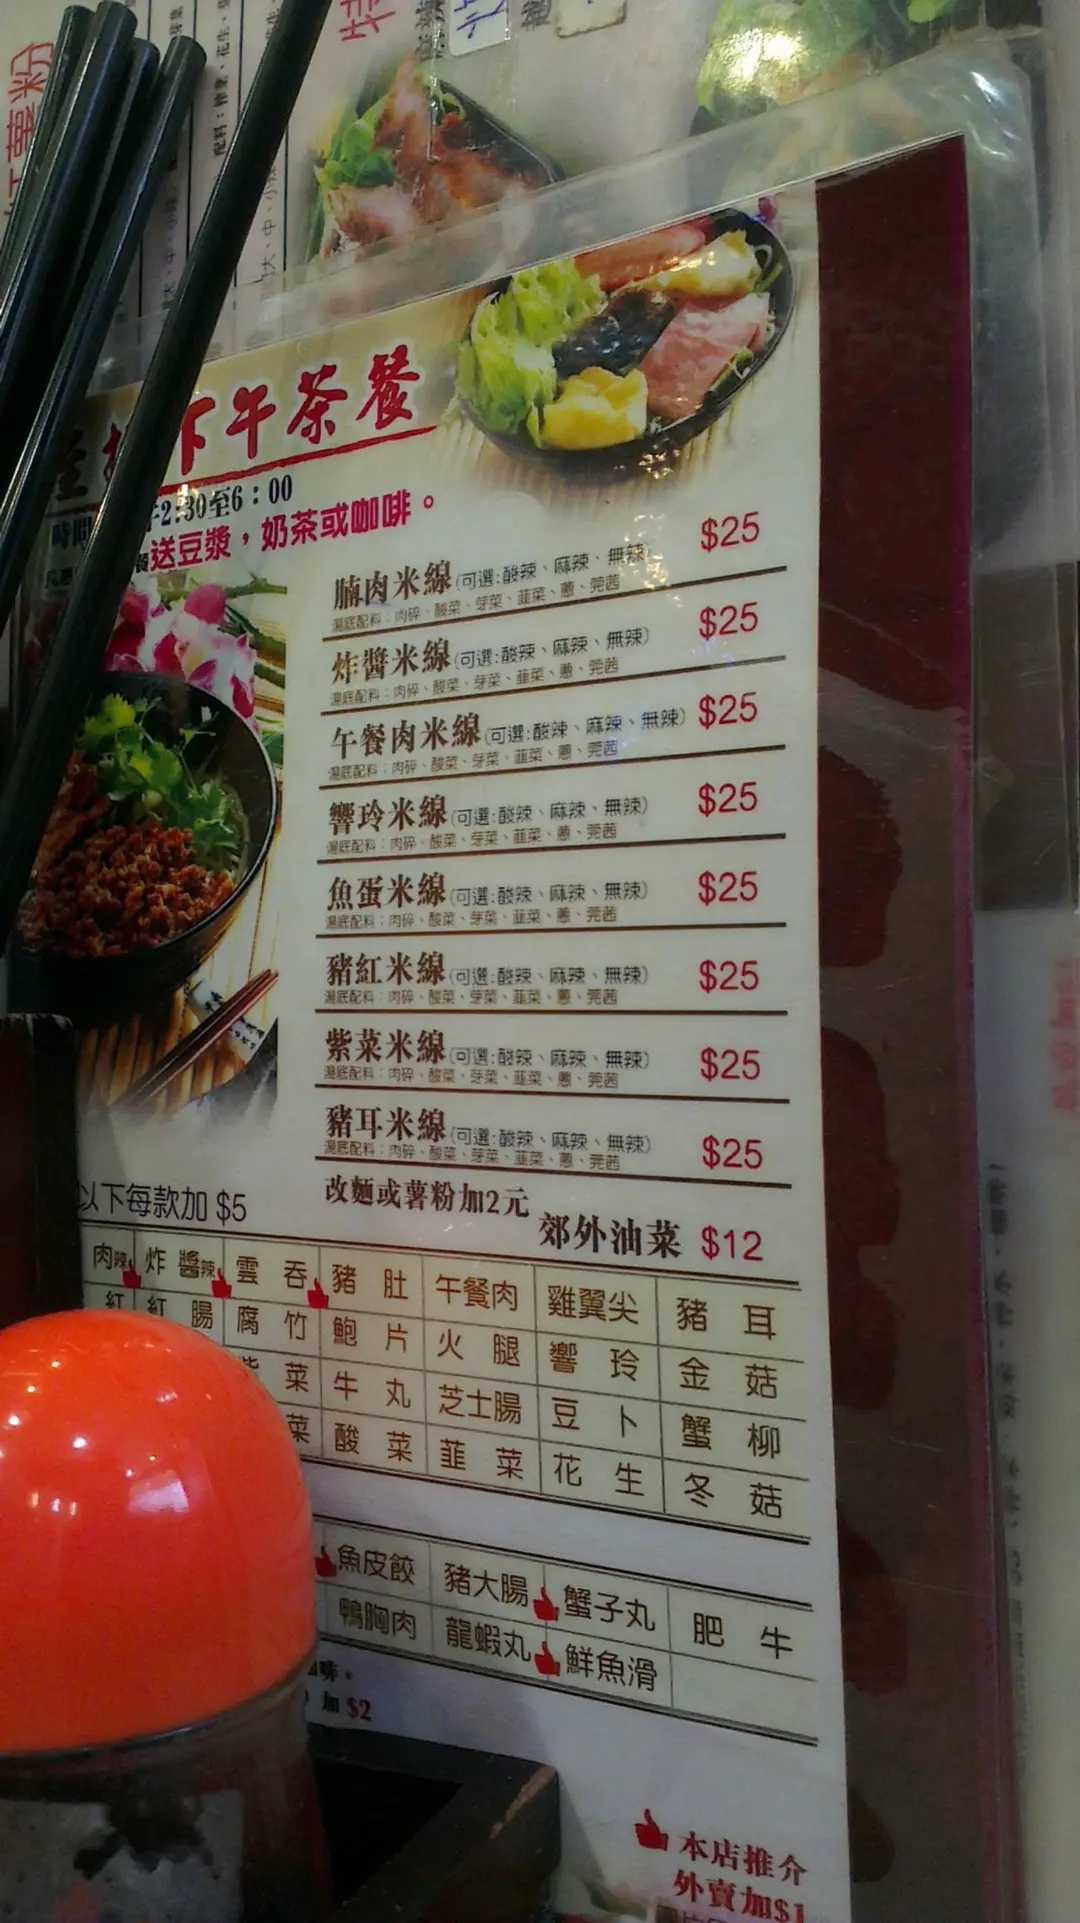 下午茶餐
時間
2:30至6:00
送豆漿，奶茶或咖啡。
腩肉米線(可選:酸辣、麻辣、無辣) $25
湯底配料：肉碎、酸菜、芽菜、韮菜、蔥、莞茜
炸醬米線(可選:酸辣、麻辣、無辣) $25
湯底配料：肉碎、酸菜、芽菜、韮菜、蔥、莞茜
午餐肉米線(可選:酸辣、麻辣、無辣) $25
湯底配料：肉碎、酸菜、芽菜、韮菜、蔥、莞茜
響玲米線(可選:酸辣、麻辣、無辣) $25
湯底配料：肉碎、酸菜、芽菜、韮菜、蔥、莞茜
魚蛋米線(可選:酸辣、麻辣、無辣) $25
湯底配料：肉碎、酸菜、芽菜、韮菜、蔥、莞茜
豬紅米線(可選:酸辣、麻辣、無辣) $25
湯底配料：肉碎、酸菜、芽菜、韮菜、蔥、莞茜
紫菜米線(可選:酸辣、麻辣、無辣) $25
湯底配料：肉碎、酸菜、芽菜、韮菜、蔥、莞茜
豬耳米線(可選:酸辣、麻辣、無辣) $25
湯底配料：肉碎、酸菜、芽菜、韮菜、蔥、莞茜
改麵或薯粉加2元
郊外油菜 $12
以下每款加 $5
肉辣 炸醬辣 雲吞 豬肚 午餐肉 雞翼尖 豬耳
紅 紅腸 腐竹 鮑片 火腿 響玲 金菇
菜 牛丸 芝士腸 豆卜 蟹柳
菜 酸菜 韮菜 花生 冬菇
魚皮餃 豬大腸 蟹子丸 肥牛
鴨胸肉 龍蝦丸 鮮魚滑
加 $2
本店推介
外賣加$1